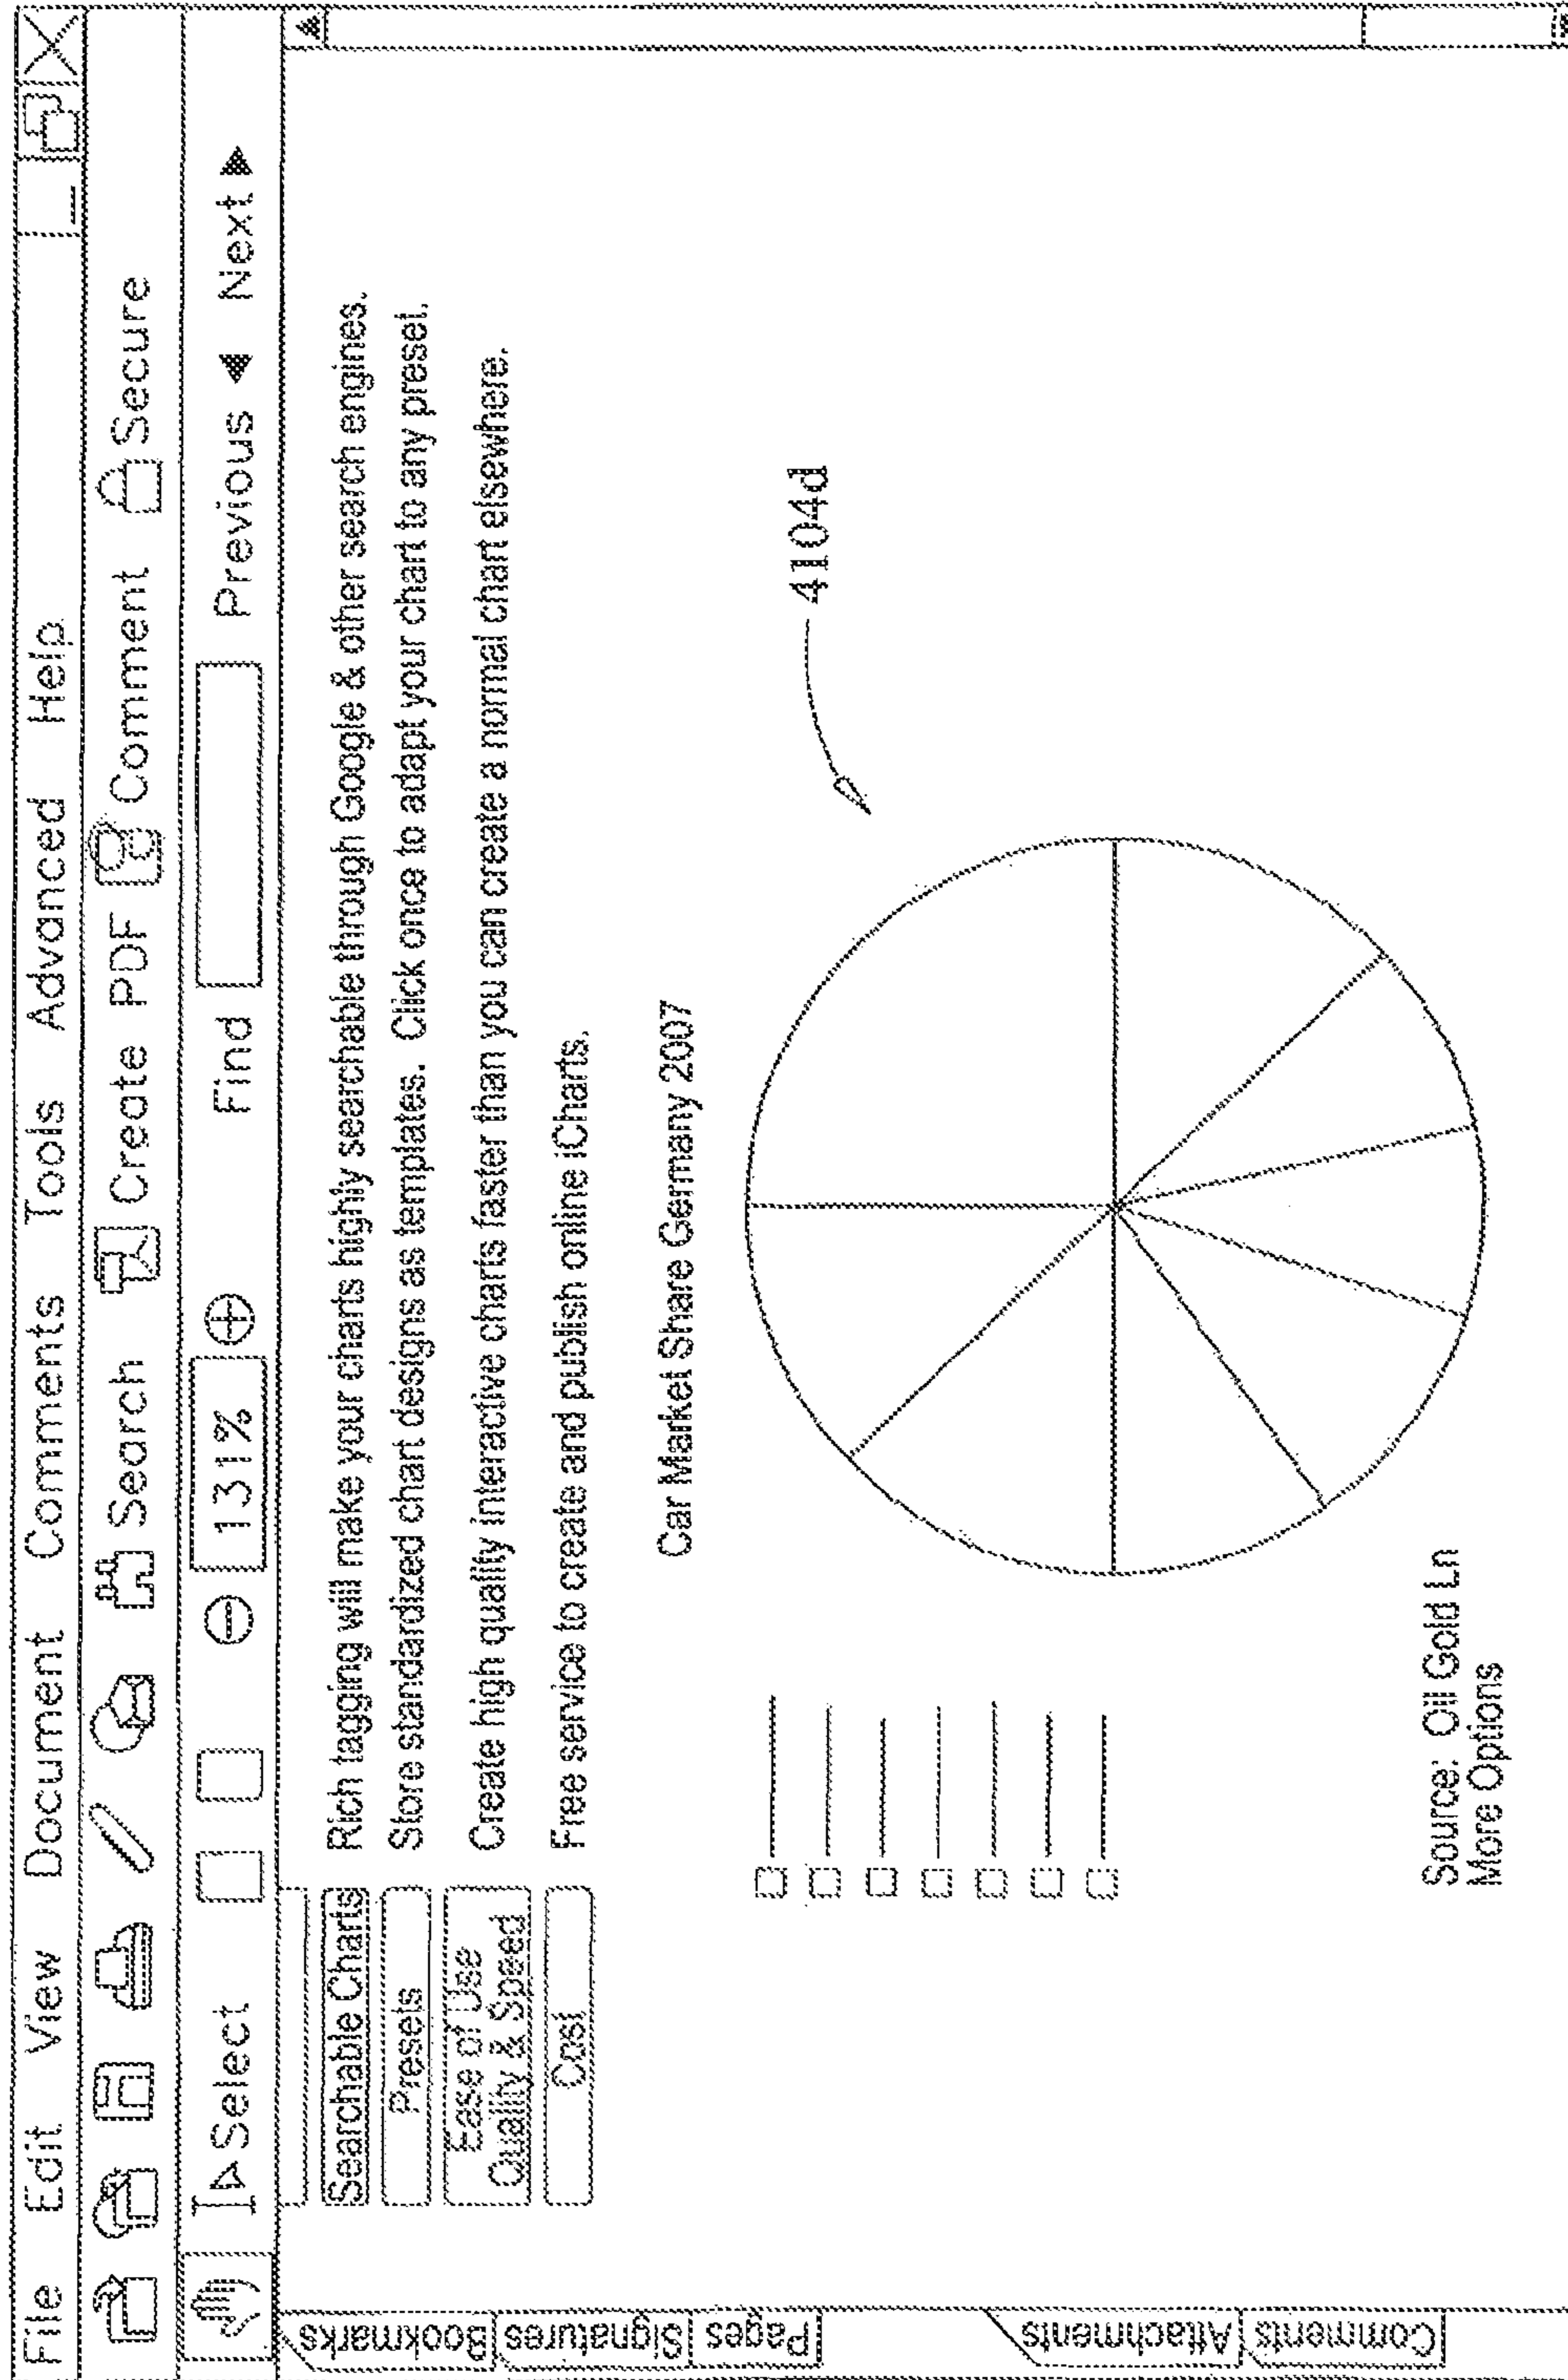 File Edit View Document Comments Tools Advanced Help
Search Create PDF Comment Secure
Select 131% Find Previous Next
Searchable Charts Rich tagging will make your charts highly searchable through Google & other search engines.
Presets Store standardized chart designs as templates. Click once to adapt your chart to any preset.
Ease of Use
Quality & Speed Create high quality interactive charts faster than you can create a normal chart elsewhere.
Cost Free service to create and publish online iCharts.
Bookmarks
Signatures
Pages
Attachments
Comments
Car Market Share Germany 2007
4104d
Source: Oil Gold Ln
More Options